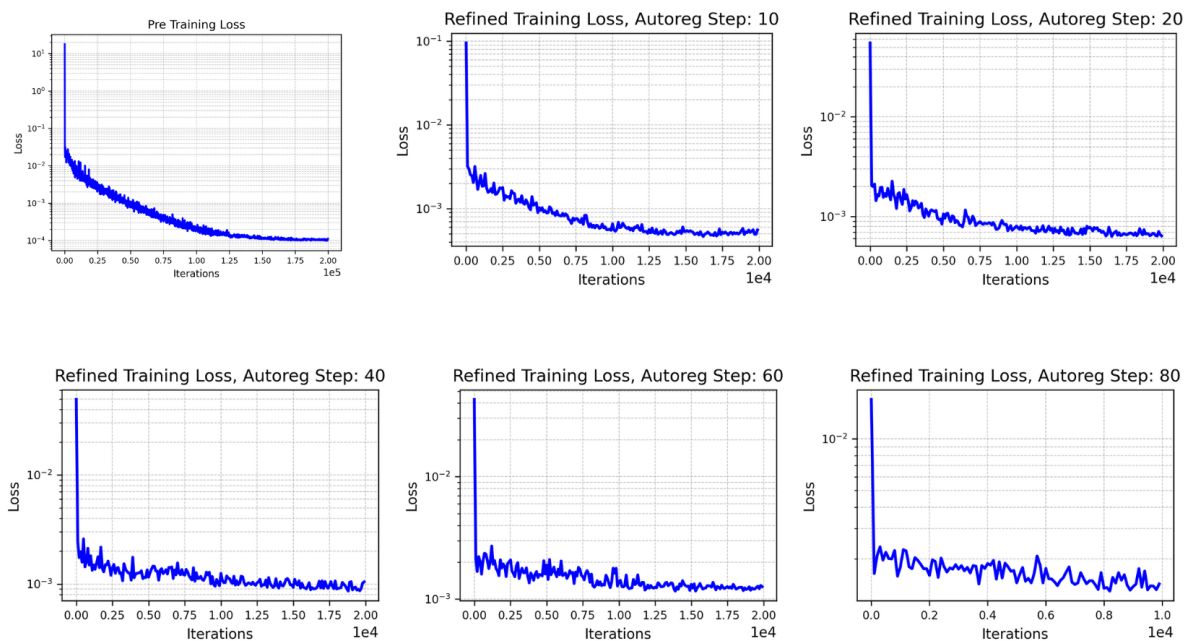 Pre Training Loss
Loss
10¹
10⁰
10⁻¹
10⁻²
10⁻³
10⁻⁴
0.00 0.25 0.50 0.75 1.00 1.25 1.50 1.75 2.00
1e5
Iterations
Refined Training Loss, Autoreg Step: 10
Loss
10⁻¹
10⁻²
10⁻³
0.00 0.25 0.50 0.75 1.00 1.25 1.50 1.75 2.00
1e4
Iterations
Refined Training Loss, Autoreg Step: 20
Loss
10⁻²
10⁻³
0.00 0.25 0.50 0.75 1.00 1.25 1.50 1.75 2.00
1e4
Iterations
Refined Training Loss, Autoreg Step: 40
Loss
10⁻²
10⁻³
0.00 0.25 0.50 0.75 1.00 1.25 1.50 1.75 2.00
1e4
Iterations
Refined Training Loss, Autoreg Step: 60
Loss
10⁻²
10⁻³
0.00 0.25 0.50 0.75 1.00 1.25 1.50 1.75 2.00
1e4
Iterations
Refined Training Loss, Autoreg Step: 80
Loss
10⁻²
0.0 0.2 0.4 0.6 0.8 1.0
1e4
Iterations